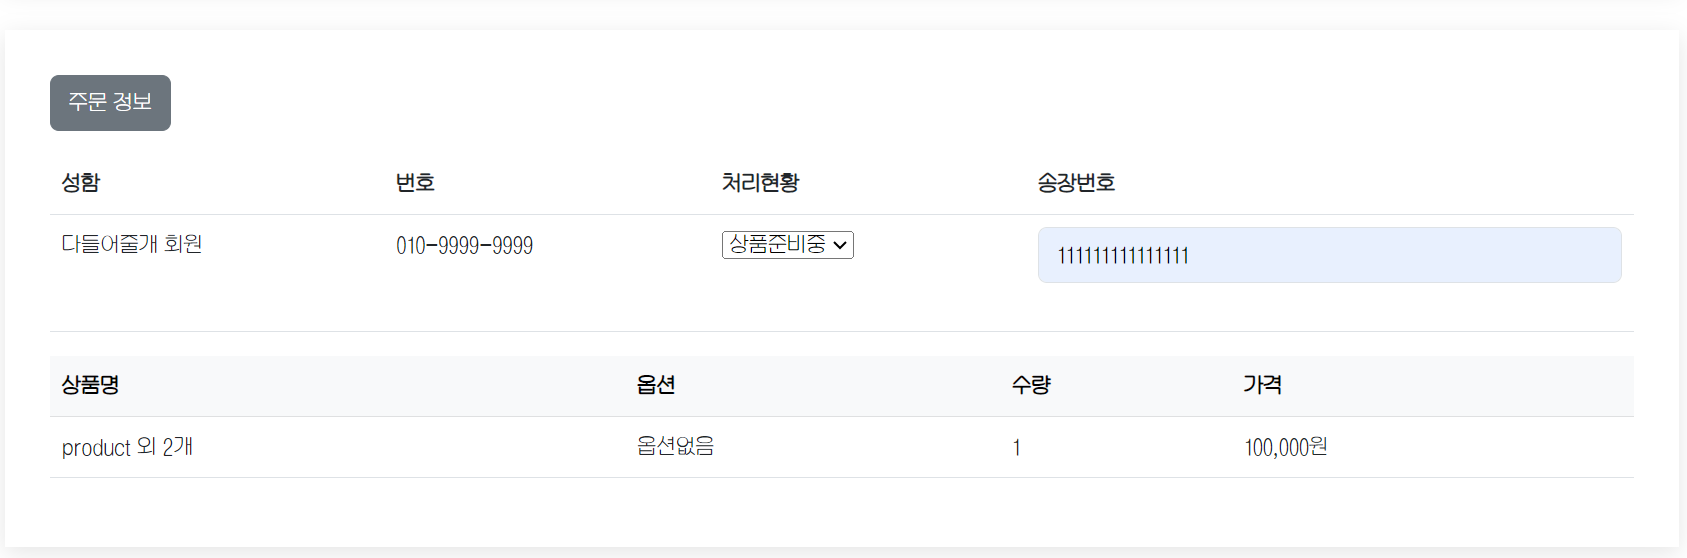 주문 정보
성함 번호 처리현황 송장번호
다들어줄개 회원 010-9999-9999 상품준비중 111111111111111
상품명 옵션 수량 가격
product 외 2개 옵션없음 1 100,000원